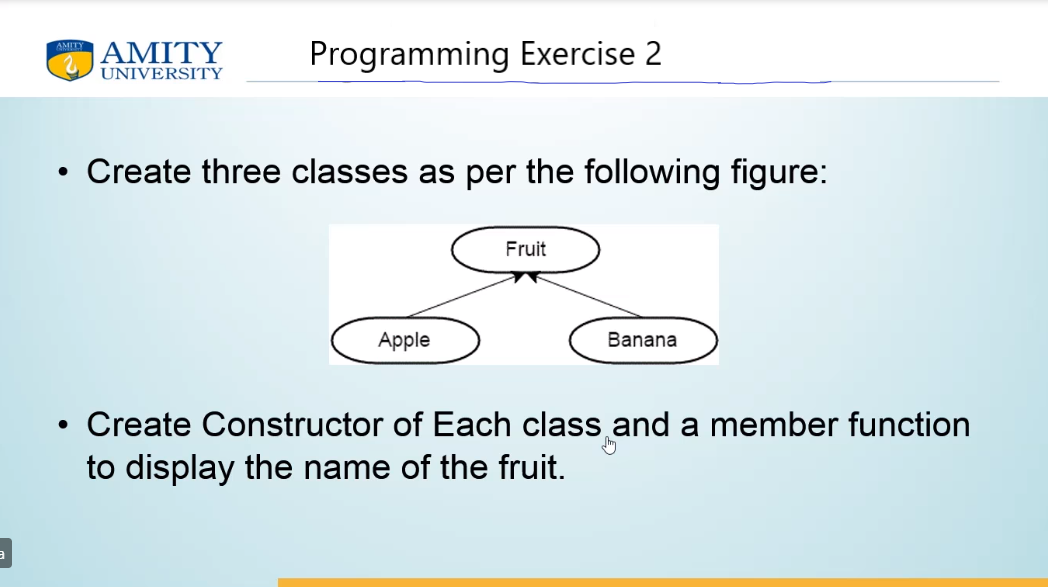 AMITY
AMITY
UNIVERSITY
Programming Exercise 2
• Create three classes as per the following figure:
Fruit
Apple
Banana
• Create Constructor of Each class and a member function
to display the name of the fruit.
a